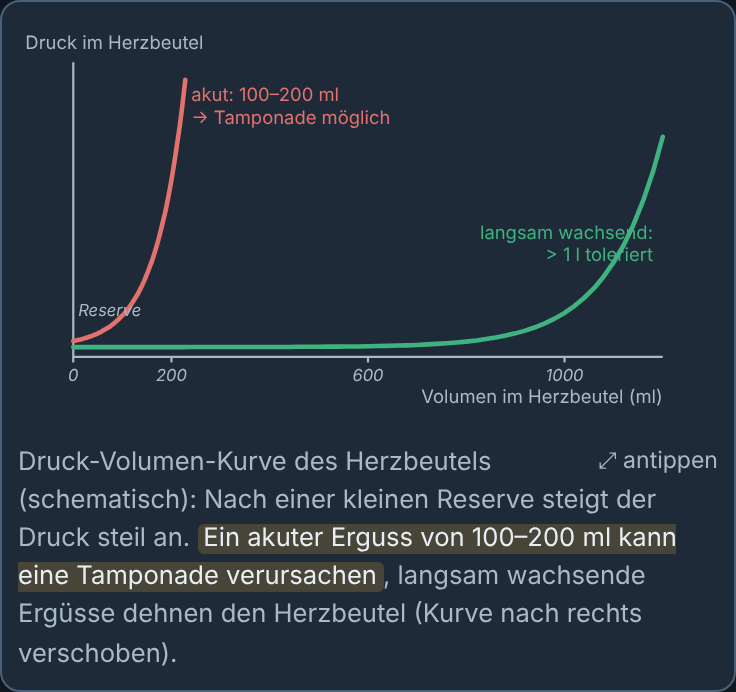 Druck im Herzbeutel
akut: 100–200 ml
→ Tamponade möglich
langsam wachsend:
> 1 l toleriert
Reserve
0 200 600 1000
Volumen im Herzbeutel (ml)
Druck-Volumen-Kurve des Herzbeutels
⤢ antippen
(schematisch): Nach einer kleinen Reserve steigt der
Druck steil an. Ein akuter Erguss von 100–200 ml kann
eine Tamponade verursachen, langsam wachsende
Ergüsse dehnen den Herzbeutel (Kurve nach rechts
verschoben).